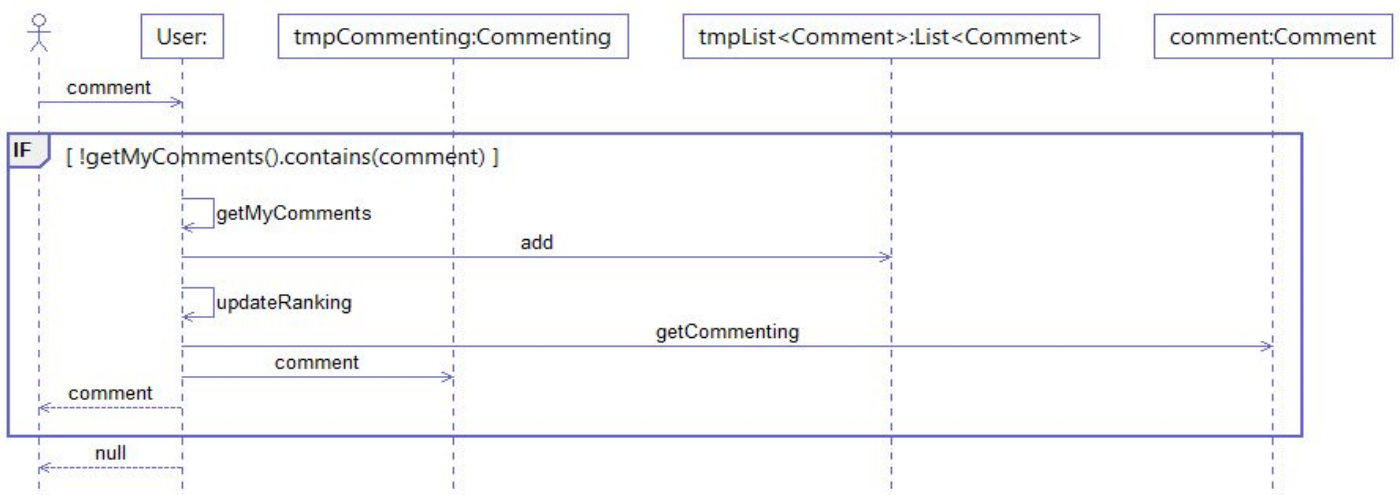 User:
tmpCommenting:Commenting
tmpList<Comment>:List<Comment>
comment:Comment
comment
IF
[ !getMyComments().contains(comment) ]
getMyComments
add
updateRanking
getCommenting
comment
comment
null